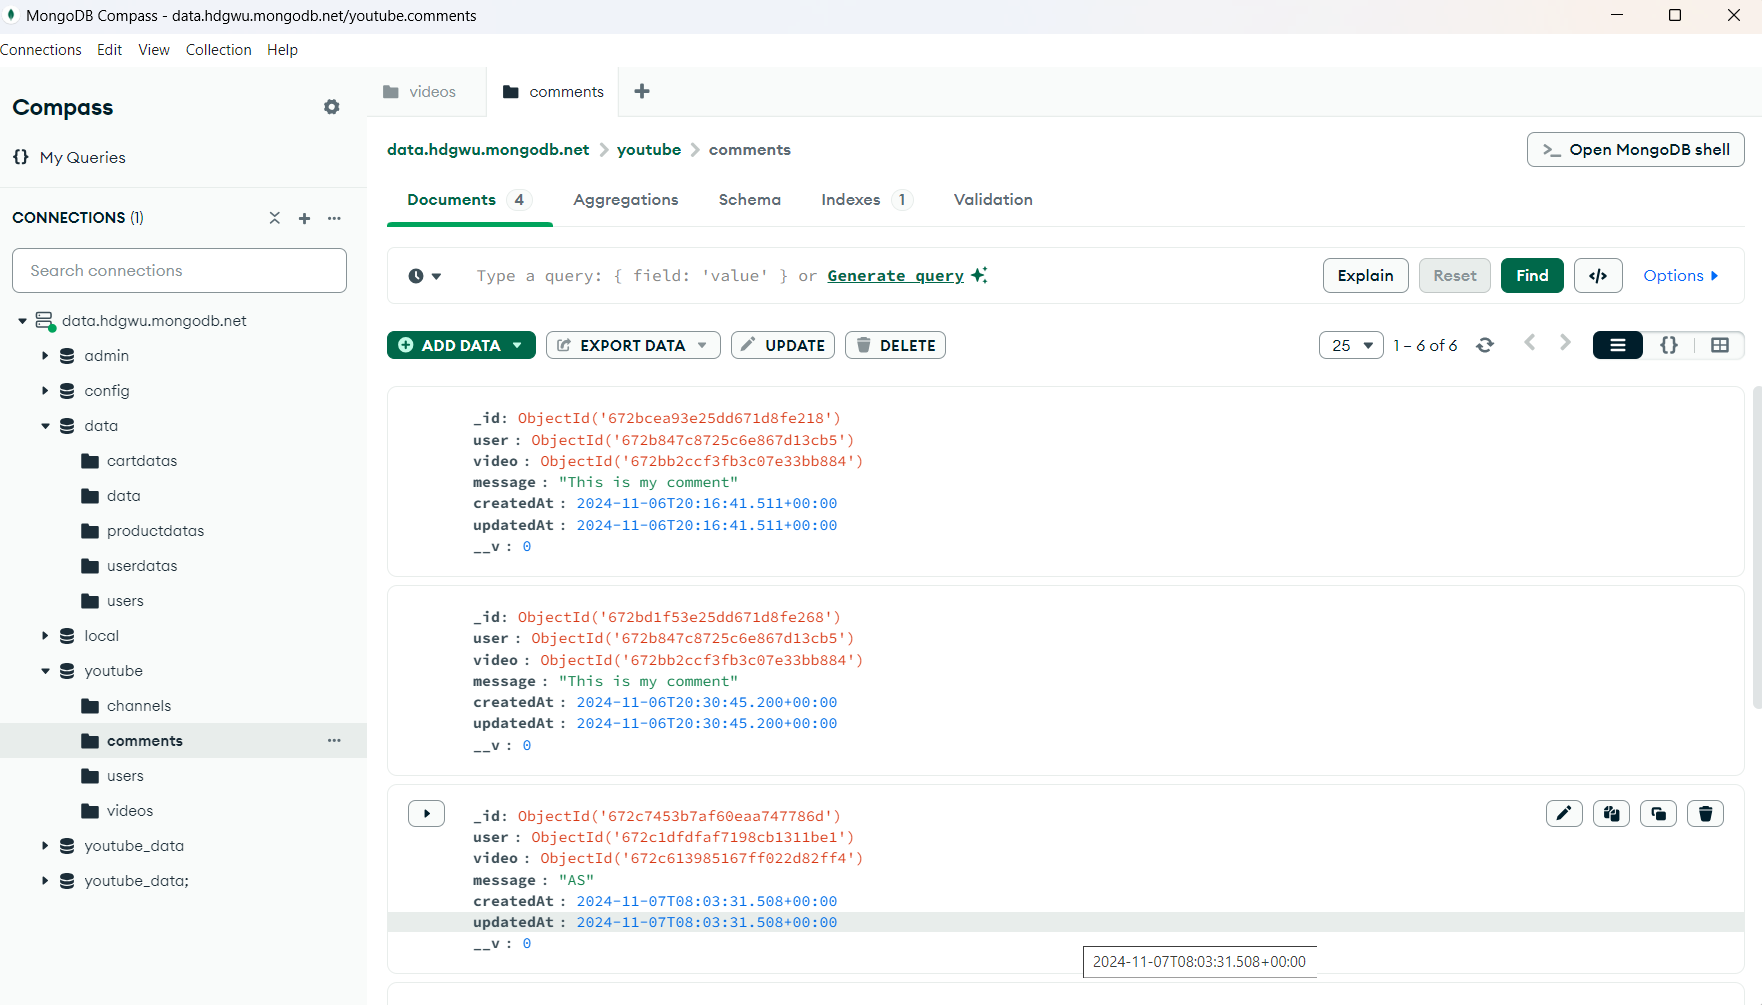 MongoDB Compass - data.hdgwu.mongodb.net/youtube.comments
Connections Edit View Collection Help
Compass
{} My Queries
CONNECTIONS (1)
Search connections
data.hdgwu.mongodb.net
admin
config
data
cartdatas
data
productdatas
userdatas
users
local
youtube
channels
comments
users
videos
youtube_data
youtube_data;
videos
comments
data.hdgwu.mongodb.net > youtube > comments
>_ Open MongoDB shell
Documents 4 Aggregations Schema Indexes 1 Validation
Type a query: { field: 'value' } or Generate query
Explain Reset Find </> Options
ADD DATA EXPORT DATA UPDATE DELETE
25 1 – 6 of 6 {}
_id: ObjectId('672bcea93e25dd671d8fe218')
user : ObjectId('672b847c8725c6e867d13cb5')
video : ObjectId('672bb2ccf3fb3c07e33bb884')
message : "This is my comment"
createdAt : 2024-11-06T20:16:41.511+00:00
updatedAt : 2024-11-06T20:16:41.511+00:00
__v : 0
_id: ObjectId('672bd1f53e25dd671d8fe268')
user : ObjectId('672b847c8725c6e867d13cb5')
video : ObjectId('672bb2ccf3fb3c07e33bb884')
message : "This is my comment"
createdAt : 2024-11-06T20:30:45.200+00:00
updatedAt : 2024-11-06T20:30:45.200+00:00
__v : 0
_id: ObjectId('672c7453b7af60eaa747786d')
user : ObjectId('672c1dfdfaf7198cb1311be1')
video : ObjectId('672c613985167ff022d82ff4')
message : "AS"
createdAt : 2024-11-07T08:03:31.508+00:00
updatedAt : 2024-11-07T08:03:31.508+00:00
__v : 0
2024-11-07T08:03:31.508+00:00